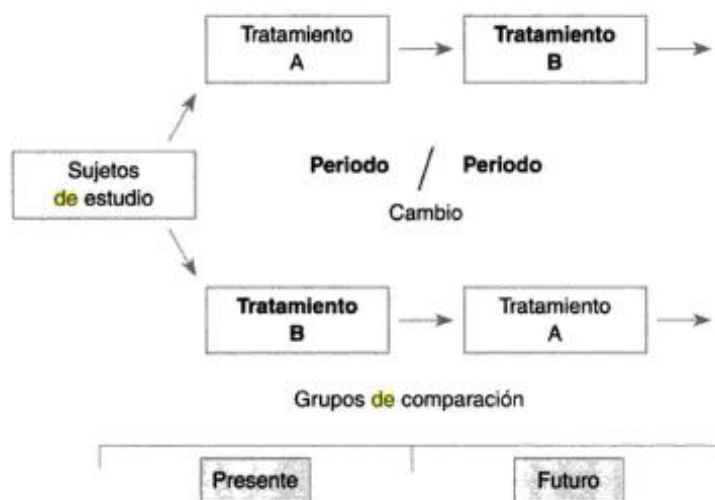 Tratamiento
A
Tratamiento
B
Sujetos
de estudio
Periodo / Periodo
Cambio
Tratamiento
B
Tratamiento
A
Grupos de comparación
Presente
Futuro